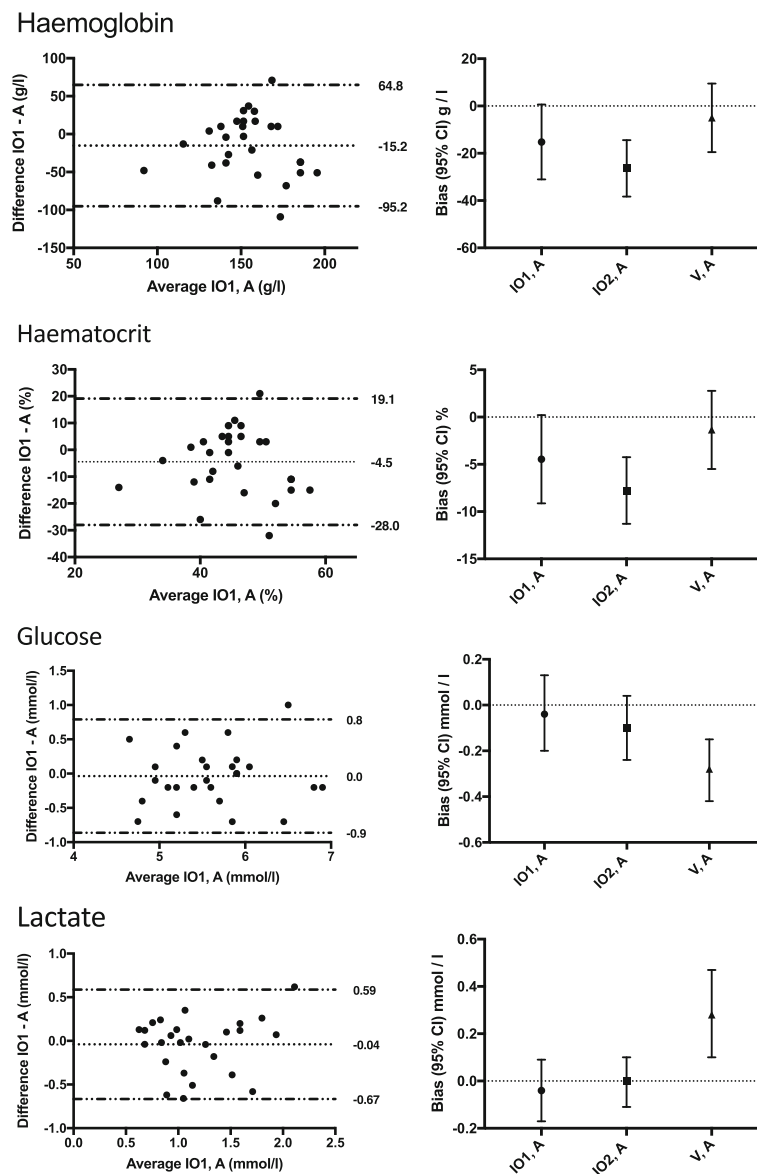 Haemoglobin
Difference IO1 - A (g/l)
100
50
0
-50
-100
-150
64.8
-15.2
-95.2
50
100
150
200
Average IO1, A (g/l)
Bias (95% CI) g / l
20
0
-20
-40
-60
IO1, A
IO2, A
V, A
Haematocrit
Difference IO1 - A (%)
30
20
10
0
-10
-20
-30
-40
19.1
-4.5
-28.0
20
40
60
Average IO1, A (%)
Bias (95% CI) %
5
0
-5
-10
-15
IO1, A
IO2, A
V, A
Glucose
Difference IO1 - A (mmol/l)
1.5
1.0
0.5
0.0
-0.5
-1.0
0.8
0.0
-0.9
4
5
6
7
Average IO1, A (mmol/l)
Bias (95% CI) mmol / l
0.2
0.0
-0.2
-0.4
-0.6
IO1, A
IO2, A
V, A
Lactate
Difference IO1 - A (mmol/l)
1.0
0.5
0.0
-0.5
-1.0
0.59
-0.04
-0.67
0.0
0.5
1.0
1.5
2.0
2.5
Average IO1, A (mmol/l)
Bias (95% CI) mmol / l
0.6
0.4
0.2
0.0
-0.2
IO1, A
IO2, A
V, A